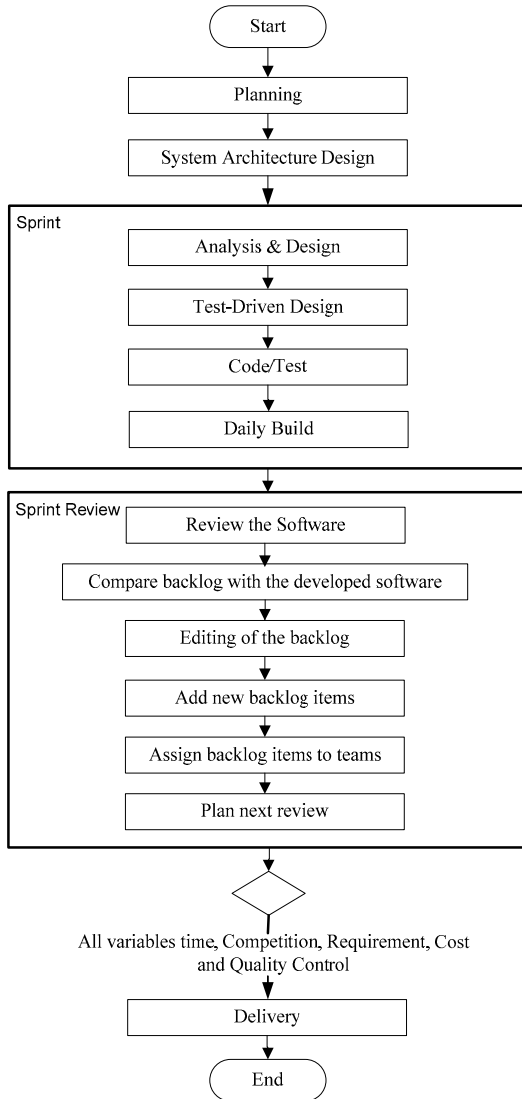 Start
Planning
System Architecture Design
Sprint
Analysis & Design
Test-Driven Design
Code/Test
Daily Build
Sprint Review
Review the Software
Compare backlog with the developed software
Editing of the backlog
Add new backlog items
Assign backlog items to teams
Plan next review
All variables time, Competition, Requirement, Cost
and Quality Control
Delivery
End